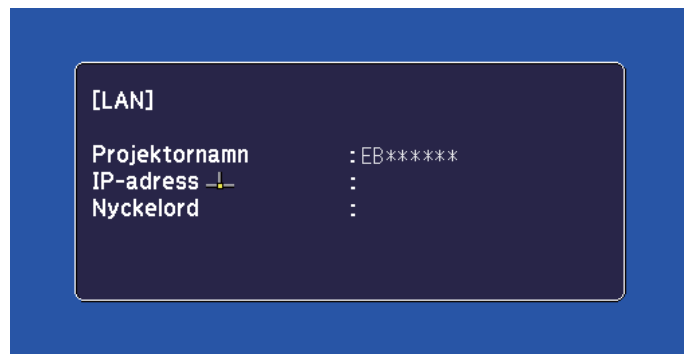 [LAN]
Projektornamn : EB******
IP-adress :
Nyckelord :